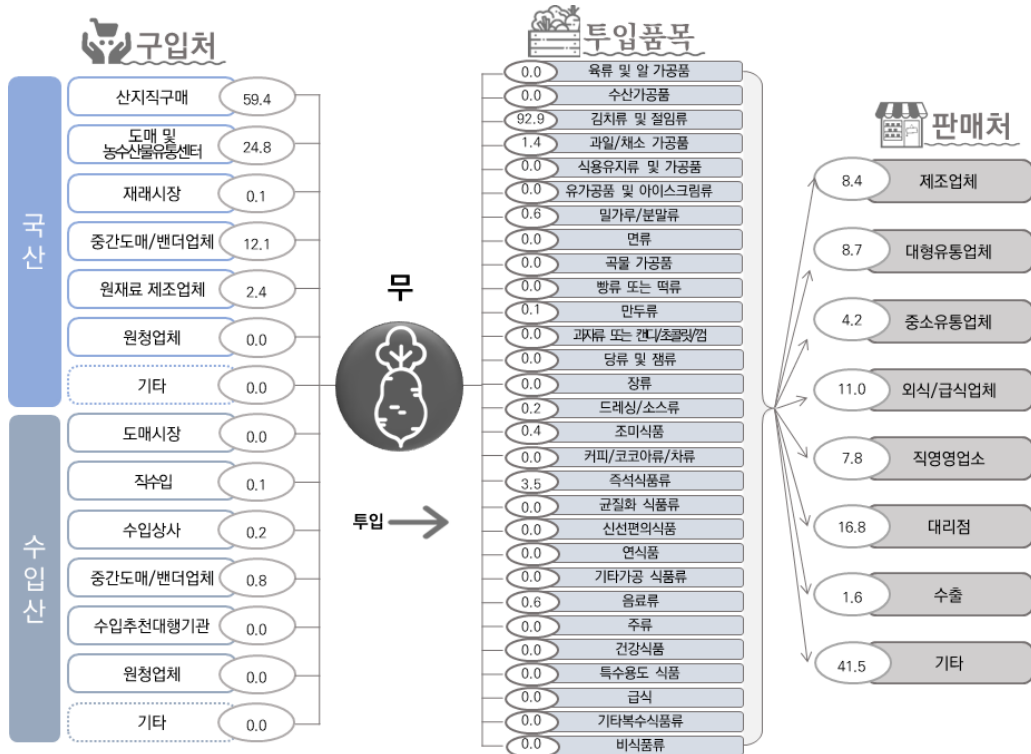 구입처
국산
산지직구매 59.4
도매 및
농수산물유통센터 24.8
재래시장 0.1
중간도매/밴더업체 12.1
원재료 제조업체 2.4
원청업체 0.0
기타 0.0
수입산
도매시장 0.0
직수입 0.1
수입상사 0.2
중간도매/밴더업체 0.8
수입추천대행기관 0.0
원청업체 0.0
기타 0.0
무
투입
투입품목
0.0 육류 및 알 가공품
0.0 수산가공품
92.9 김치류 및 절임류
1.4 과일/채소 가공품
0.0 식용유지류 및 가공품
0.0 유가공품 및 아이스크림류
0.6 밀가루/분말류
0.0 면류
0.0 곡물 가공품
0.0 빵류 또는 떡류
0.1 만두류
0.0 과자류 또는 캔디/초콜릿/껌
0.0 당류 및 잼류
0.0 장류
0.2 드레싱/소스류
0.4 조미식품
0.0 커피/코코아류/차류
3.5 즉석식품류
0.0 균질화 식품류
0.0 신선편의식품
0.0 연식품
0.0 기타가공 식품류
0.6 음료류
0.0 주류
0.0 건강식품
0.0 특수용도 식품
0.0 급식
0.0 기타복수식품류
0.0 비식품류
판매처
8.4 제조업체
8.7 대형유통업체
4.2 중소유통업체
11.0 외식/급식업체
7.8 직영영업소
16.8 대리점
1.6 수출
41.5 기타